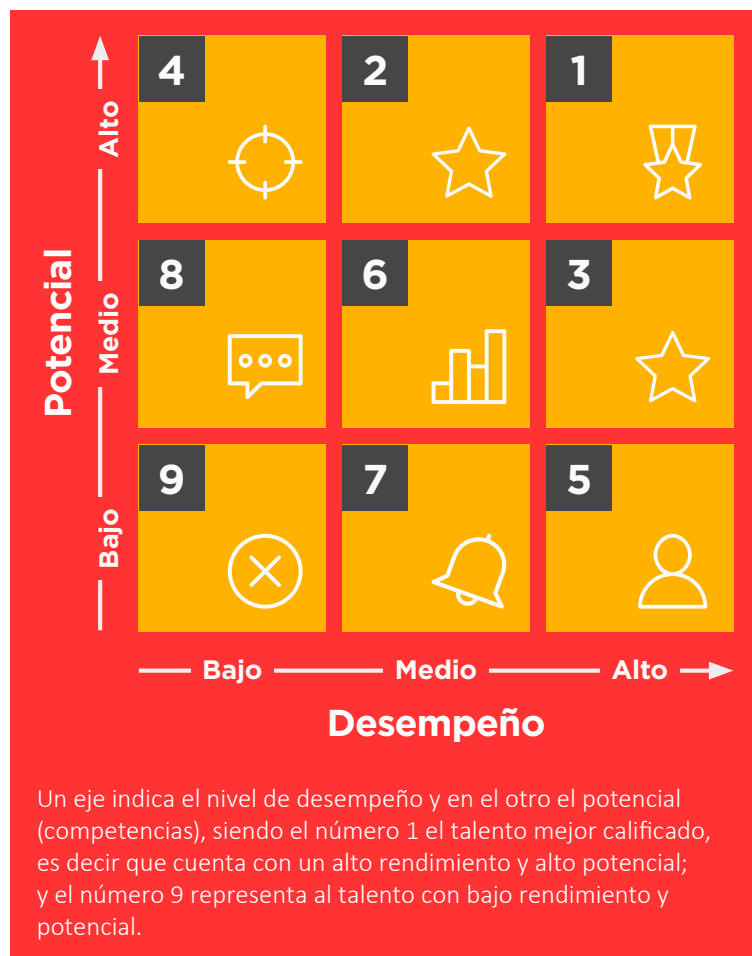 4
2
1
Alto
8
6
3
Potencial
Medio
9
7
5
Bajo
Bajo
Medio
Alto
Desempeño
Un eje indica el nivel de desempeño y en el otro el potencial
(competencias), siendo el número 1 el talento mejor calificado,
es decir que cuenta con un alto rendimiento y alto potencial;
y el número 9 representa al talento con bajo rendimiento y
potencial.